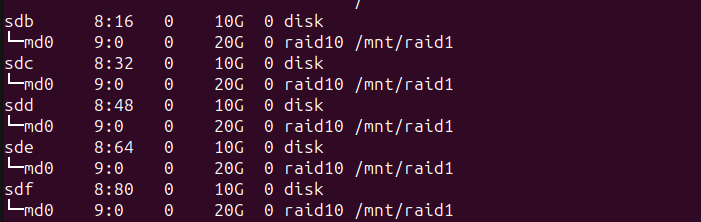 /
sdb      8:16   0    10G  0 disk
└─md0    9:0    0    20G  0 raid10 /mnt/raid1
sdc      8:32   0    10G  0 disk
└─md0    9:0    0    20G  0 raid10 /mnt/raid1
sdd      8:48   0    10G  0 disk
└─md0    9:0    0    20G  0 raid10 /mnt/raid1
sde      8:64   0    10G  0 disk
└─md0    9:0    0    20G  0 raid10 /mnt/raid1
sdf      8:80   0    10G  0 disk
└─md0    9:0    0    20G  0 raid10 /mnt/raid1